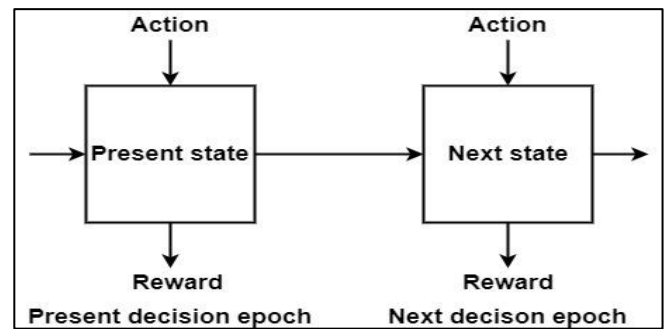 Action Action
Present state Next state
Reward Reward
Present decision epoch Next decison epoch